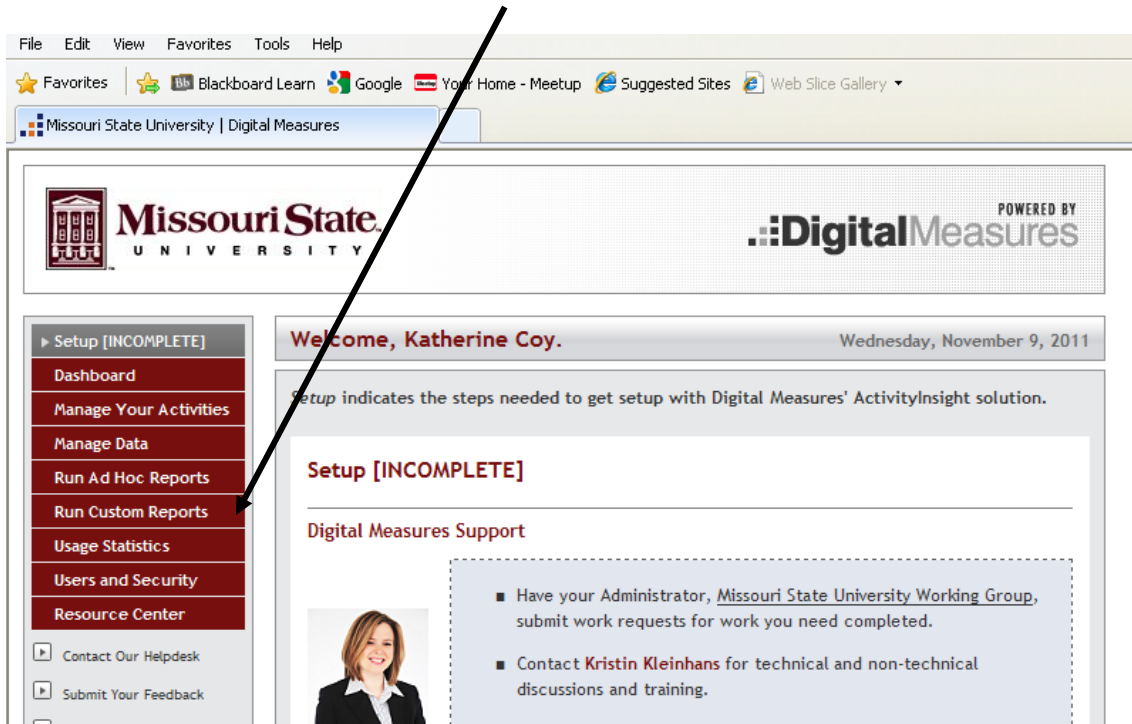 File Edit View Favorites Tools Help
Favorites Bb Blackboard Learn Google Your Home - Meetup Suggested Sites Web Slice Gallery
Missouri State University | Digital Measures
Missouri State
UNIVERSITY
POWERED BY
DigitalMeasures
Setup [INCOMPLETE]
Dashboard
Manage Your Activities
Manage Data
Run Ad Hoc Reports
Run Custom Reports
Usage Statistics
Users and Security
Resource Center
Contact Our Helpdesk
Submit Your Feedback
Welcome, Katherine Coy.
Wednesday, November 9, 2011
Setup indicates the steps needed to get setup with Digital Measures' ActivityInsight solution.
Setup [INCOMPLETE]
Digital Measures Support
Have your Administrator, Missouri State University Working Group,
submit work requests for work you need completed.
Contact Kristin Kleinhans for technical and non-technical
discussions and training.